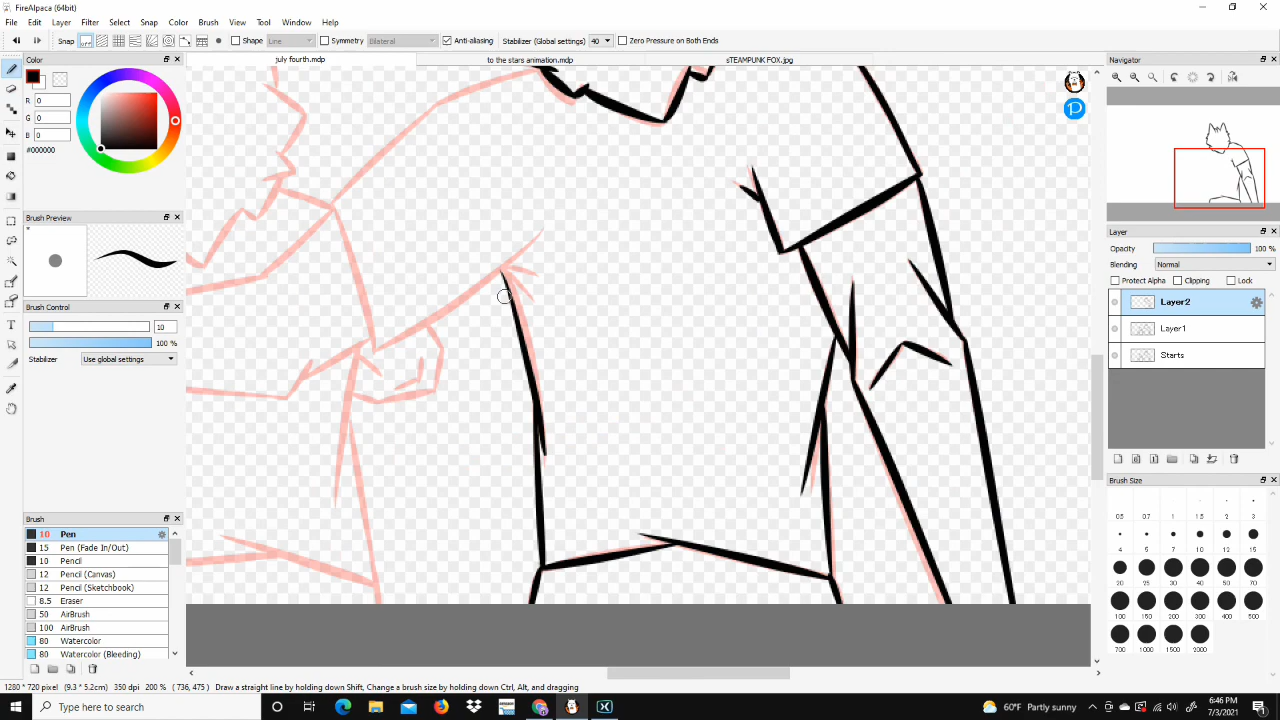 FireAlpaca (64bit)
File Edit Layer Filter Select Snap Color Brush View Tool Window Help
Snap Shape Line Symmetry Bilateral Anti-aliasing Stabilizer (Global settings) 40 Zero Pressure on Both Ends
Color
july fourth.mdp to the stars animation.mdp sTEAMPUNK FOX.jpg
Navigator
R 0
G 0
B 0
#000000
Brush Preview
*
Layer
Opacity 100 %
Blending Normal
Protect Alpha Clipping Lock
Layer2
Layer1
Starts
Brush Control
10
100 %
Stabilizer Use global settings
Brush Size
0.5 0.7 1 1.5 2 3
4 5 7 10 12 15
20 25 30 40 50 70
100 150 200 300 400 500
700 1000 1500 2000
Brush
10 Pen
15 Pen (Fade In/Out)
10 Pencil
12 Pencil (Canvas)
12 Pencil (Sketchbook)
8.5 Eraser
50 AirBrush
100 AirBrush
80 Watercolor
80 Watercolor (Bleeding)
1280 * 720 pixel (9.3 * 5.2cm) 350 dpi 200 % ( 736, 475 ) Draw a straight line by holding down Shift, Change a brush size by holding down Ctrl, Alt, and dragging
Type here to search
60°F Partly sunny
6:46 PM
7/3/2021